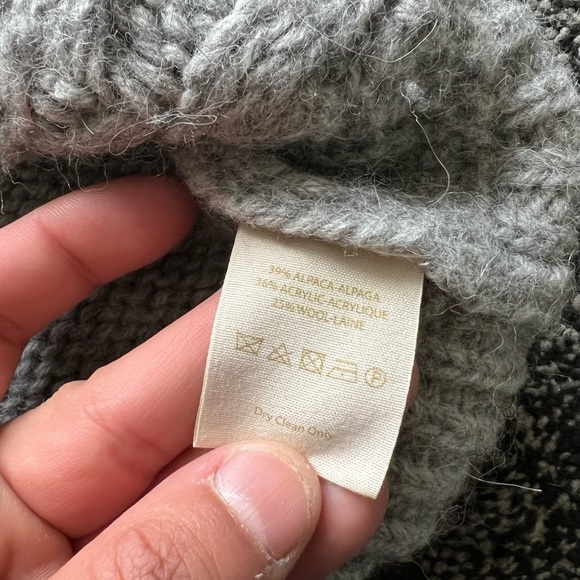 39% ALPACA-ALPAGA
36% ACRYLIC-ACRYLIQUE
25% WOOL-LAINE
P
Dry Clean Only